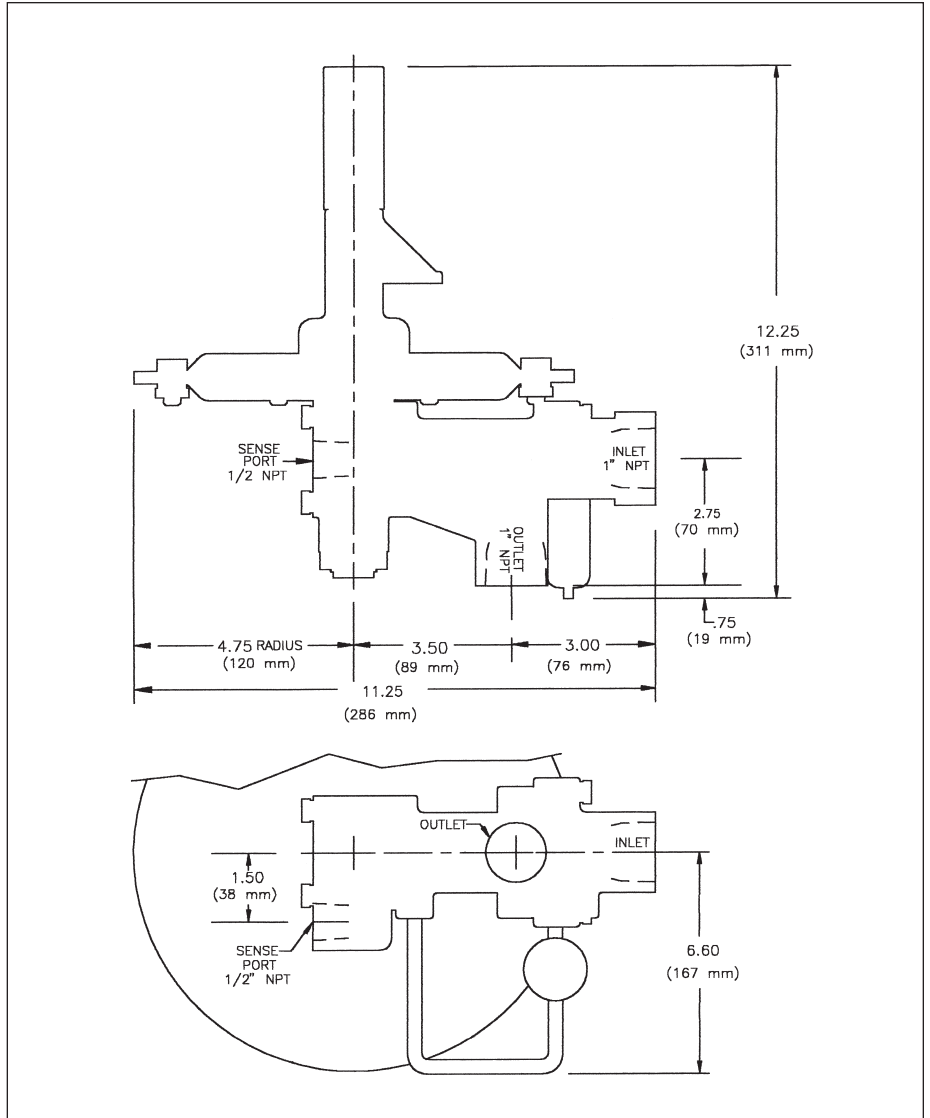 12.25
(311 mm)
SENSE
PORT
1/2 NPT
INLET
1" NPT
2.75
(70 mm)
OUTLET
1" NPT
.75
(19 mm)
4.75 RADIUS
(120 mm)
3.50
(89 mm)
3.00
(76 mm)
11.25
(286 mm)
OUTLET
INLET
1.50
(38 mm)
SENSE
PORT
1/2" NPT
6.60
(167 mm)